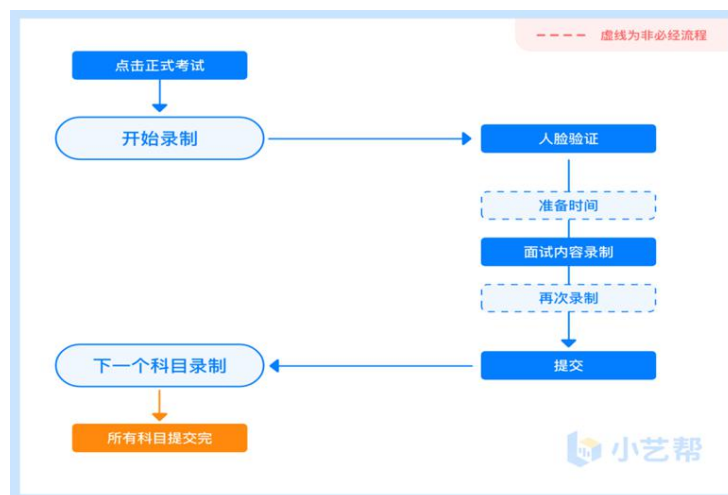 虚线为非必经流程
点击正式考试
开始录制
人脸验证
准备时间
面试内容录制
再次录制
提交
下一个科目录制
所有科目提交完
小艺帮